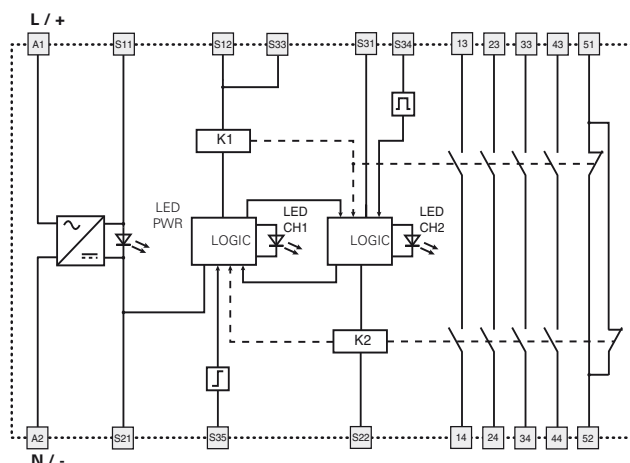 L / +
A1 S11 S12 S33 S31 S34 13 23 33 43 51
K1
LED
PWR
LOGIC
LED
CH1
LOGIC
LED
CH2
K2
A2 S21 S35 S22 14 24 34 44 52
N / -